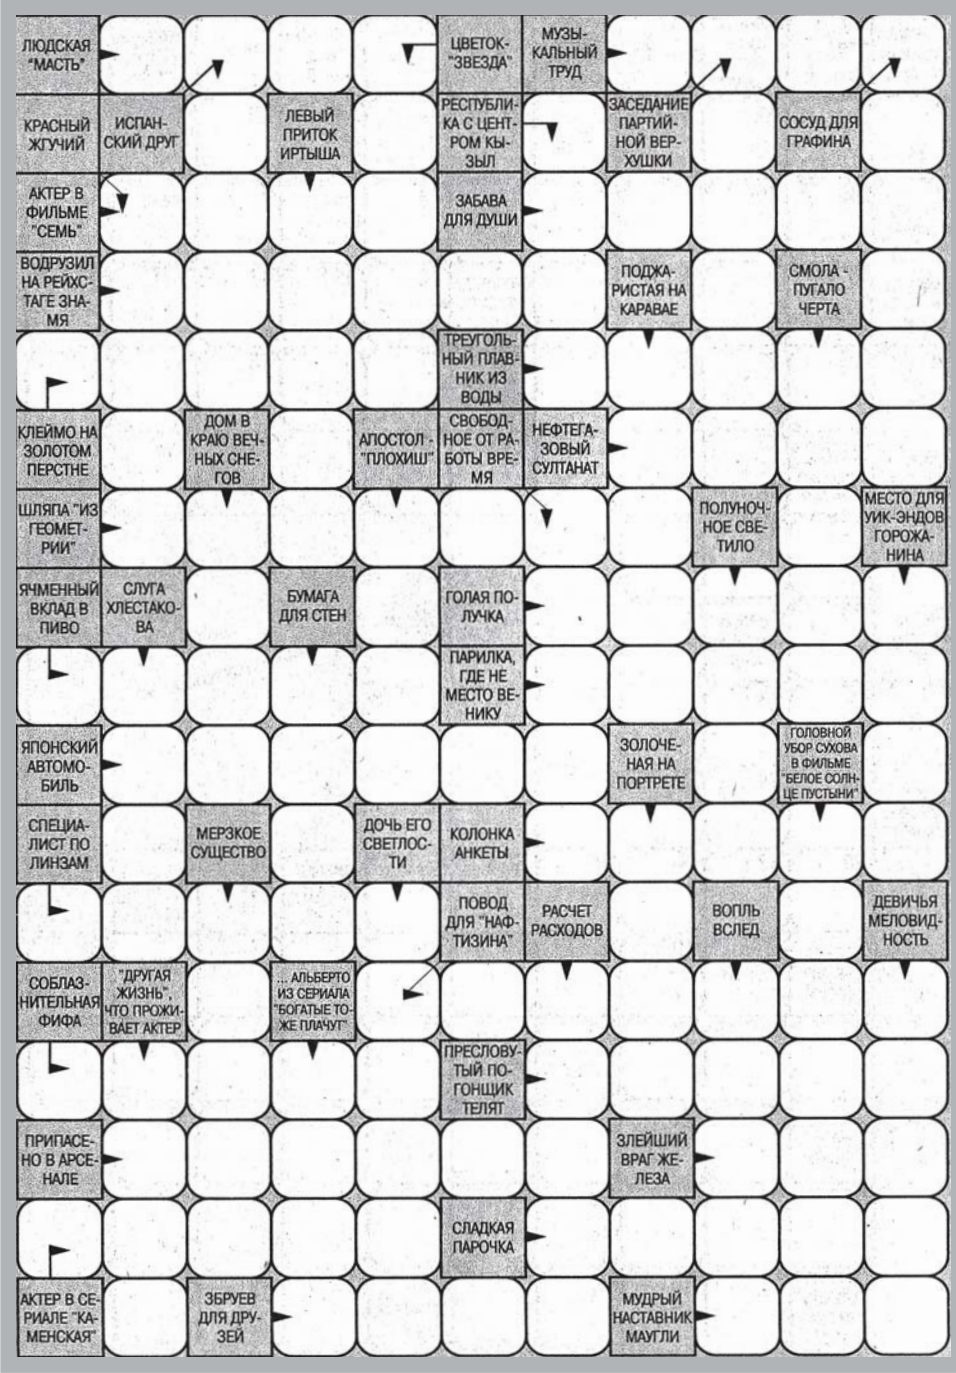 ЛЮДСКАЯ
"МАСТЬ"
ЦВЕТОК-
"ЗВЕЗДА"
МУЗЫ-
КАЛЬНЫЙ
ТРУД
КРАСНЫЙ
ЖГУЧИЙ
ИСПАН-
СКИЙ ДРУГ
ЛЕВЫЙ
ПРИТОК
ИРТЫША
РЕСПУБЛИ-
КА С ЦЕНТ-
РОМ КЫ-
ЗЫЛ
ЗАСЕДАНИЕ
ПАРТИЙ-
НОЙ ВЕР-
ХУШКИ
СОСУД ДЛЯ
ГРАФИНА
АКТЕР В
ФИЛЬМЕ
"СЕМЬ"
ЗАБАВА
ДЛЯ ДУШИ
ВОДРУЗИЛ
НА РЕЙХС-
ТАГЕ ЗНА-
МЯ
ПОДЖА-
РИСТАЯ НА
КАРАВАЕ
СМОЛА -
ПУГАЛО
ЧЕРТА
ТРЕУГОЛЬ-
НЫЙ ПЛАВ-
НИК ИЗ
ВОДЫ
КЛЕЙМО НА
ЗОЛОТОМ
ПЕРСТНЕ
ДОМ В
КРАЮ ВЕЧ-
НЫХ СНЕ-
ГОВ
АПОСТОЛ -
"ПЛОХИШ"
СВОБОД-
НОЕ ОТ РА-
БОТЫ ВРЕ-
МЯ
НЕФТЕГА-
ЗОВЫЙ
СУЛТАНАТ
ШЛЯПА "ИЗ
ГЕОМЕТ-
РИИ"
ПОЛУНОЧ-
НОЕ СВЕ-
ТИЛО
МЕСТО ДЛЯ
УИК-ЭНДОВ
ГОРОЖА-
НИНА
ЯЧМЕННЫЙ
ВКЛАД В
ПИВО
СЛУГА
ХЛЕСТАКО-
ВА
БУМАГА
ДЛЯ СТЕН
ГОЛАЯ ПО-
ЛУЧКА
ПАРИЛКА,
ГДЕ НЕ
МЕСТО ВЕ-
НИКУ
ЯПОНСКИЙ
АВТОМО-
БИЛЬ
ЗОЛОЧЕ-
НАЯ НА
ПОРТРЕТЕ
ГОЛОВНОЙ
УБОР СУХОВА
В ФИЛЬМЕ
"БЕЛОЕ СОЛН-
ЦЕ ПУСТЫНИ"
СПЕЦИА-
ЛИСТ ПО
ЛИНЗАМ
МЕРЗКОЕ
СУЩЕСТВО
ДОЧЬ ЕГО
СВЕТЛОС-
ТИ
КОЛОНКА
АНКЕТЫ
ПОВОД
ДЛЯ "НАФ-
ТИЗИНА"
РАСЧЕТ
РАСХОДОВ
ВОПЛЬ
ВСЛЕД
ДЕВИЧЬЯ
МЕЛОВИД-
НОСТЬ
СОБЛАЗ-
НИТЕЛЬНАЯ
ФИФА
"ДРУГАЯ
ЖИЗНЬ",
ЧТО ПРОЖИ-
ВАЕТ АКТЕР
... АЛЬБЕРТО
ИЗ СЕРИАЛА
"БОГАТЫЕ ТО-
ЖЕ ПЛАЧУТ"
ПРЕСЛОВУ-
ТЫЙ ПО-
ГОНЩИК
ТЕЛЯТ
ПРИПАСЕ-
НО В АРСЕ-
НАЛЕ
ЗЛЕЙШИЙ
ВРАГ ЖЕ-
ЛЕЗА
СЛАДКАЯ
ПАРОЧКА
АКТЕР В СЕ-
РИАЛЕ "КА-
МЕНСКАЯ"
ЗБРУЕВ
ДЛЯ ДРУ-
ЗЕЙ
МУДРЫЙ
НАСТАВНИК
МАУГЛИ